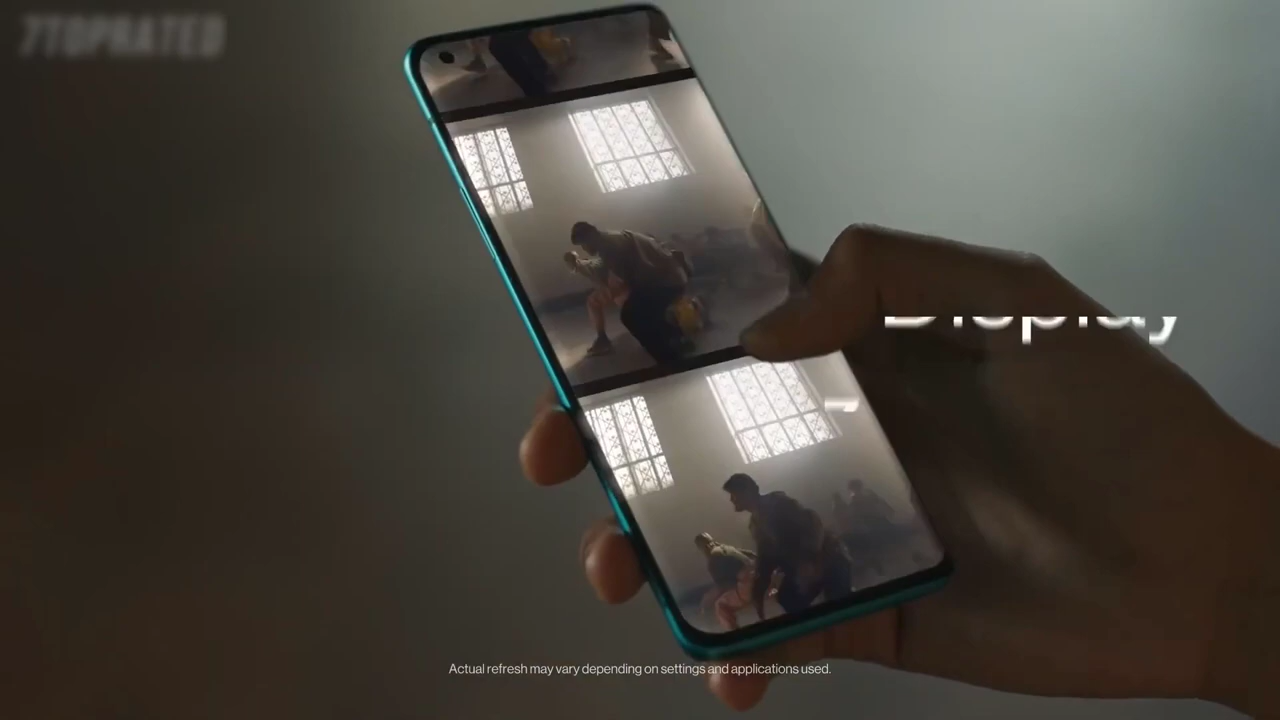 7TOPRATED
Display
Actual refresh may vary depending on settings and applications used.